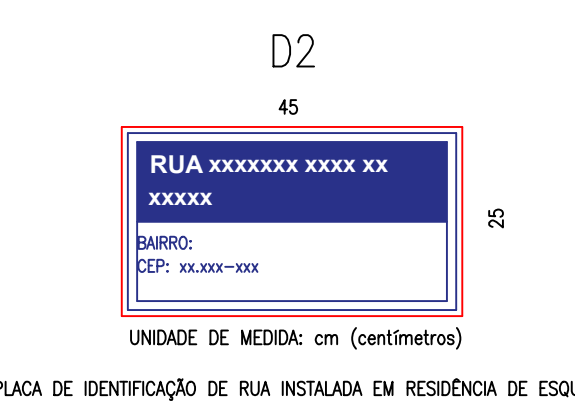 D2
45
RUA xxxxxxx xxxx xx
xxxxx
BAIRRO:
CEP: xx.xxx-xxx
25
UNIDADE DE MEDIDA: cm (centímetros)
PLACA DE IDENTIFICAÇÃO DE RUA INSTALADA EM RESIDÊNCIA DE ESQU